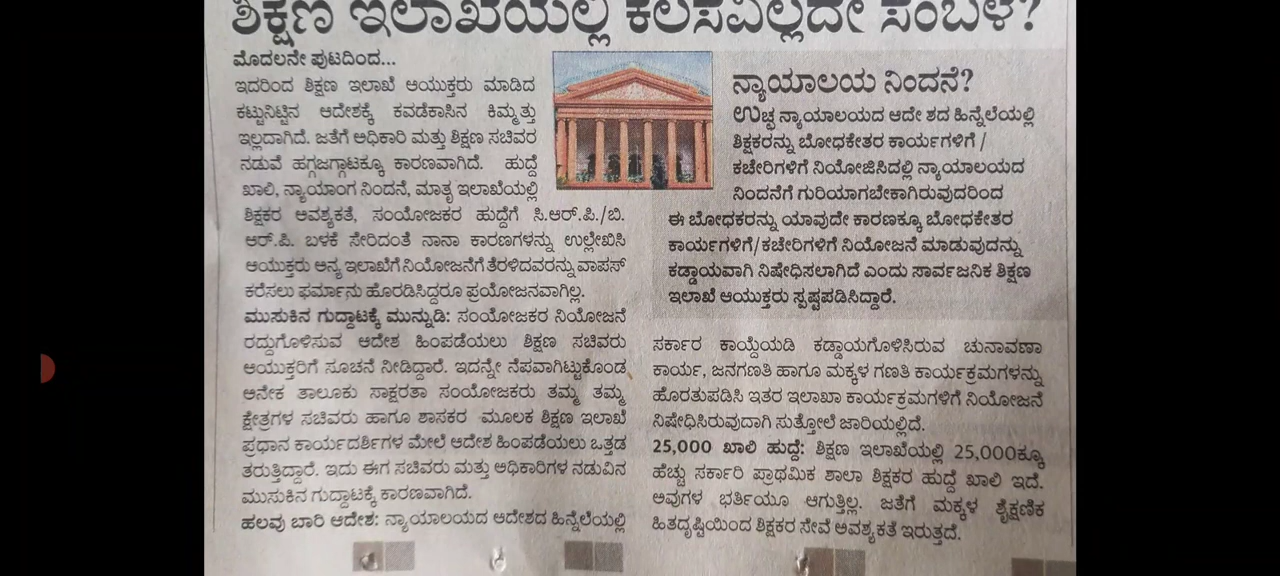 ಶಿಕ್ಷಣ ಇಲಾಖೆಯಲ್ಲಿ ಕೆಲಸವಿಲ್ಲದೇ ಸಂಬಳ?
ಮೊದಲನೇ ಪುಟದಿಂದ...
ಇದರಿಂದ ಶಿಕ್ಷಣ ಇಲಾಖೆ ಆಯುಕ್ತರು ಮಾಡಿದ
ಕಟ್ಟುನಿಟ್ಟಿನ ಆದೇಶಕ್ಕೆ ಕವಡೆಕಾಸಿನ ಕಿಮ್ಮತ್ತು
ಇಲ್ಲದಾಗಿದೆ. ಜತೆಗೆ ಅಧಿಕಾರಿ ಮತ್ತು ಶಿಕ್ಷಣ ಸಚಿವರ
ನಡುವೆ ಹಗ್ಗಜಗ್ಗಾಟಕ್ಕೂ ಕಾರಣವಾಗಿದೆ. ಹುದ್ದೆ
ಖಾಲಿ, ನ್ಯಾಯಾಂಗ ನಿಂದನೆ, ಮಾತೃ ಇಲಾಖೆಯಲ್ಲಿ
ಶಿಕ್ಷಕರ ಅವಶ್ಯಕತೆ, ಸಂಯೋಜಕರ ಹುದ್ದೆಗೆ ಸಿ.ಆರ್.ಪಿ./ಬಿ.
ಆರ್.ಪಿ. ಬಳಕೆ ಸೇರಿದಂತೆ ನಾನಾ ಕಾರಣಗಳನ್ನು ಉಲ್ಲೇಖಿಸಿ
ಆಯುಕ್ತರು ಅನ್ಯ ಇಲಾಖೆಗೆ ನಿಯೋಜನೆಗೆ ತೆರಳಿದವರನ್ನು ವಾಪಸ್
ಕರೆಸಲು ಫರ್ಮಾನು ಹೊರಡಿಸಿದ್ದರೂ ಪ್ರಯೋಜನವಾಗಿಲ್ಲ.
ಮುಸುಕಿನ ಗುದ್ದಾಟಕ್ಕೆ ಮುನ್ನುಡಿ: ಸಂಯೋಜಕರ ನಿಯೋಜನೆ
ರದ್ದುಗೊಳಿಸುವ ಆದೇಶ ಹಿಂಪಡೆಯಲು ಶಿಕ್ಷಣ ಸಚಿವರು
ಆಯುಕ್ತರಿಗೆ ಸೂಚನೆ ನೀಡಿದ್ದಾರೆ. ಇದನ್ನೇ ನೆಪವಾಗಿಟ್ಟುಕೊಂಡ
ಅನೇಕ ತಾಲೂಕು ಸಾಕ್ಷರತಾ ಸಂಯೋಜಕರು ತಮ್ಮ ತಮ್ಮ
ಕ್ಷೇತ್ರಗಳ ಸಚಿವರು ಹಾಗೂ ಶಾಸಕರ ಮೂಲಕ ಶಿಕ್ಷಣ ಇಲಾಖೆ
ಪ್ರಧಾನ ಕಾರ್ಯದರ್ಶಿಗಳ ಮೇಲೆ ಆದೇಶ ಹಿಂಪಡೆಯಲು ಒತ್ತಡ
ತರುತ್ತಿದ್ದಾರೆ. ಇದು ಈಗ ಸಚಿವರು ಮತ್ತು ಅಧಿಕಾರಿಗಳ ನಡುವಿನ
ಮುಸುಕಿನ ಗುದ್ದಾಟಕ್ಕೆ ಕಾರಣವಾಗಿದೆ.
ಹಲವು ಬಾರಿ ಆದೇಶ: ನ್ಯಾಯಾಲಯದ ಆದೇಶದ ಹಿನ್ನೆಲೆಯಲ್ಲಿ
ನ್ಯಾಯಾಲಯ ನಿಂದನೆ?
ಉಚ್ಛ ನ್ಯಾಯಾಲಯದ ಆದೇ ಶದ ಹಿನ್ನೆಲೆಯಲ್ಲಿ
ಶಿಕ್ಷಕರನ್ನು ಬೋಧಕೇತರ ಕಾರ್ಯಗಳಿಗೆ /
ಕಚೇರಿಗಳಿಗೆ ನಿಯೋಜಿಸಿದಲ್ಲಿ ನ್ಯಾಯಾಲಯದ
ನಿಂದನೆಗೆ ಗುರಿಯಾಗಬೇಕಾಗಿರುವುದರಿಂದ
ಈ ಬೋಧಕರನ್ನು ಯಾವುದೇ ಕಾರಣಕ್ಕೂ ಬೋಧಕೇತರ
ಕಾರ್ಯಗಳಿಗೆ/ಕಚೇರಿಗಳಿಗೆ ನಿಯೋಜನೆ ಮಾಡುವುದನ್ನು
ಕಡ್ಡಾಯವಾಗಿ ನಿಷೇಧಿಸಲಾಗಿದೆ ಎಂದು ಸಾರ್ವಜನಿಕ ಶಿಕ್ಷಣ
ಇಲಾಖೆ ಆಯುಕ್ತರು ಸ್ಪಷ್ಟಪಡಿಸಿದ್ದಾರೆ.
ಸರ್ಕಾರ ಕಾಯ್ದೆಯಡಿ ಕಡ್ಡಾಯಗೊಳಿಸಿರುವ ಚುನಾವಣಾ
ಕಾರ್ಯ, ಜನಗಣತಿ ಹಾಗೂ ಮಕ್ಕಳ ಗಣತಿ ಕಾರ್ಯಕ್ರಮಗಳನ್ನು
ಹೊರತುಪಡಿಸಿ ಇತರ ಇಲಾಖಾ ಕಾರ್ಯಕ್ರಮಗಳಿಗೆ ನಿಯೋಜನೆ
ನಿಷೇಧಿಸಿರುವುದಾಗಿ ಸುತ್ತೋಲೆ ಜಾರಿಯಲ್ಲಿದೆ.
25,000 ಖಾಲಿ ಹುದ್ದೆ: ಶಿಕ್ಷಣ ಇಲಾಖೆಯಲ್ಲಿ 25,000ಕ್ಕೂ
ಹೆಚ್ಚು ಸರ್ಕಾರಿ ಪ್ರಾಥಮಿಕ ಶಾಲಾ ಶಿಕ್ಷಕರ ಹುದ್ದೆ ಖಾಲಿ ಇದೆ.
ಅವುಗಳ ಭರ್ತಿಯೂ ಆಗುತ್ತಿಲ್ಲ. ಜತೆಗೆ ಮಕ್ಕಳ ಶೈಕ್ಷಣಿಕ
ಹಿತದೃಷ್ಟಿಯಿಂದ ಶಿಕ್ಷಕರ ಸೇವೆ ಅವಶ್ಯಕತೆ ಇರುತ್ತದೆ.